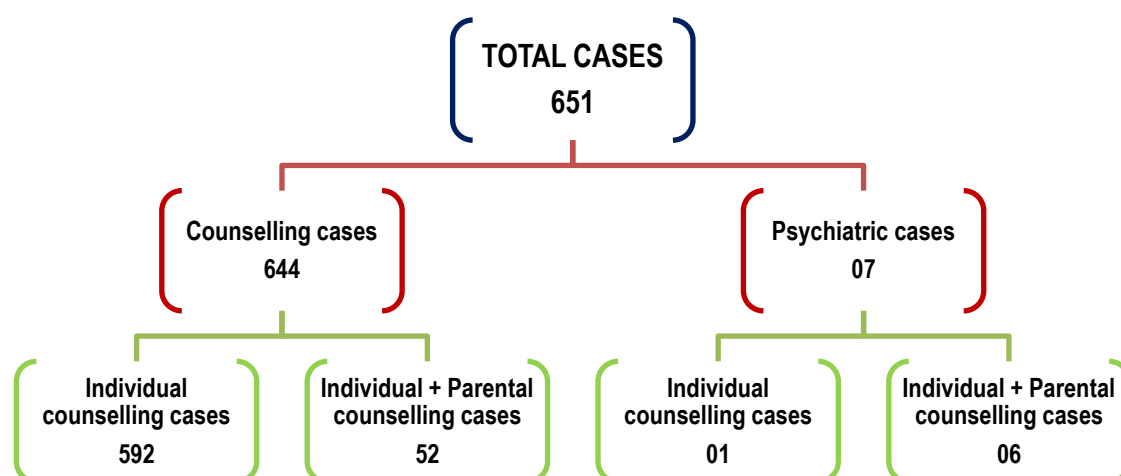 TOTAL CASES
651
Counselling cases
644
Psychiatric cases
07
Individual
counselling cases
592
Individual + Parental
counselling cases
52
Individual
counselling cases
01
Individual + Parental
counselling cases
06